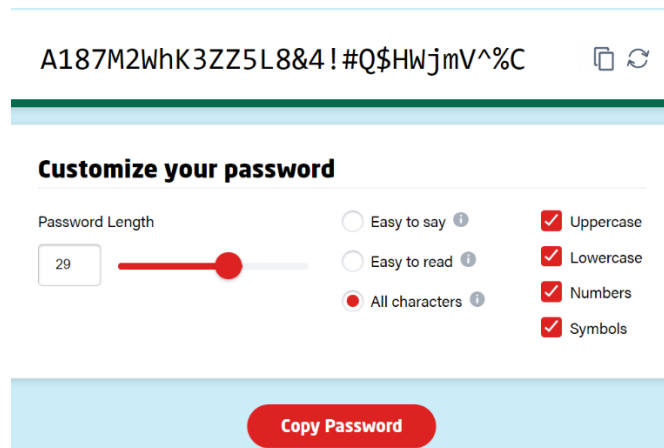 A187M2WhK3ZZ5L8&4!#Q$HWjmV^%C
Customize your password
Password Length
29
Easy to say
Easy to read
All characters
Uppercase
Lowercase
Numbers
Symbols
Copy Password